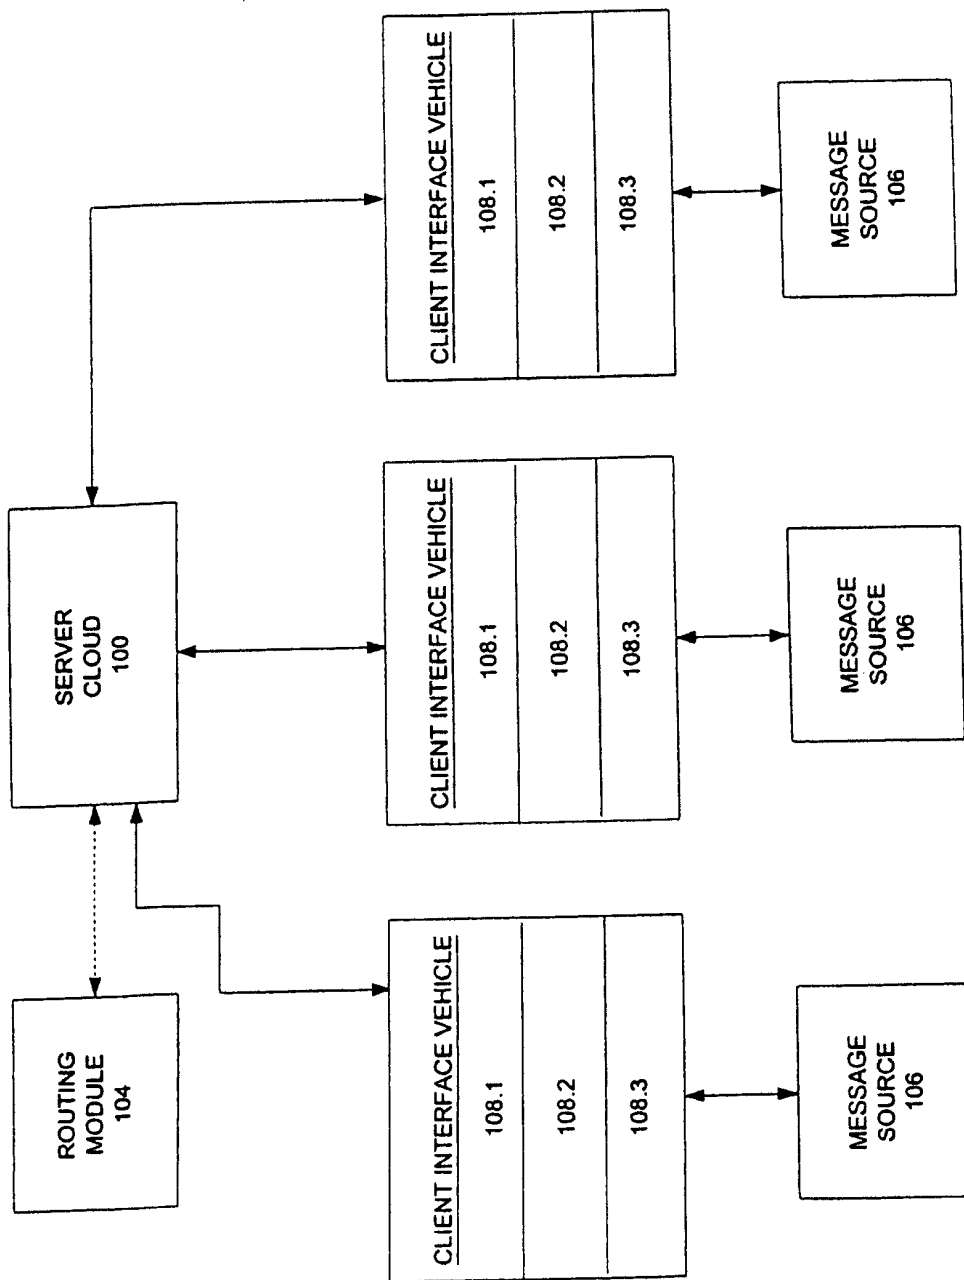 ROUTING
MODULE
104
SERVER
CLOUD
100
CLIENT INTERFACE VEHICLE
108.1
108.2
108.3
CLIENT INTERFACE VEHICLE
108.1
108.2
108.3
CLIENT INTERFACE VEHICLE
108.1
108.2
108.3
MESSAGE
SOURCE
106
MESSAGE
SOURCE
106
MESSAGE
SOURCE
106